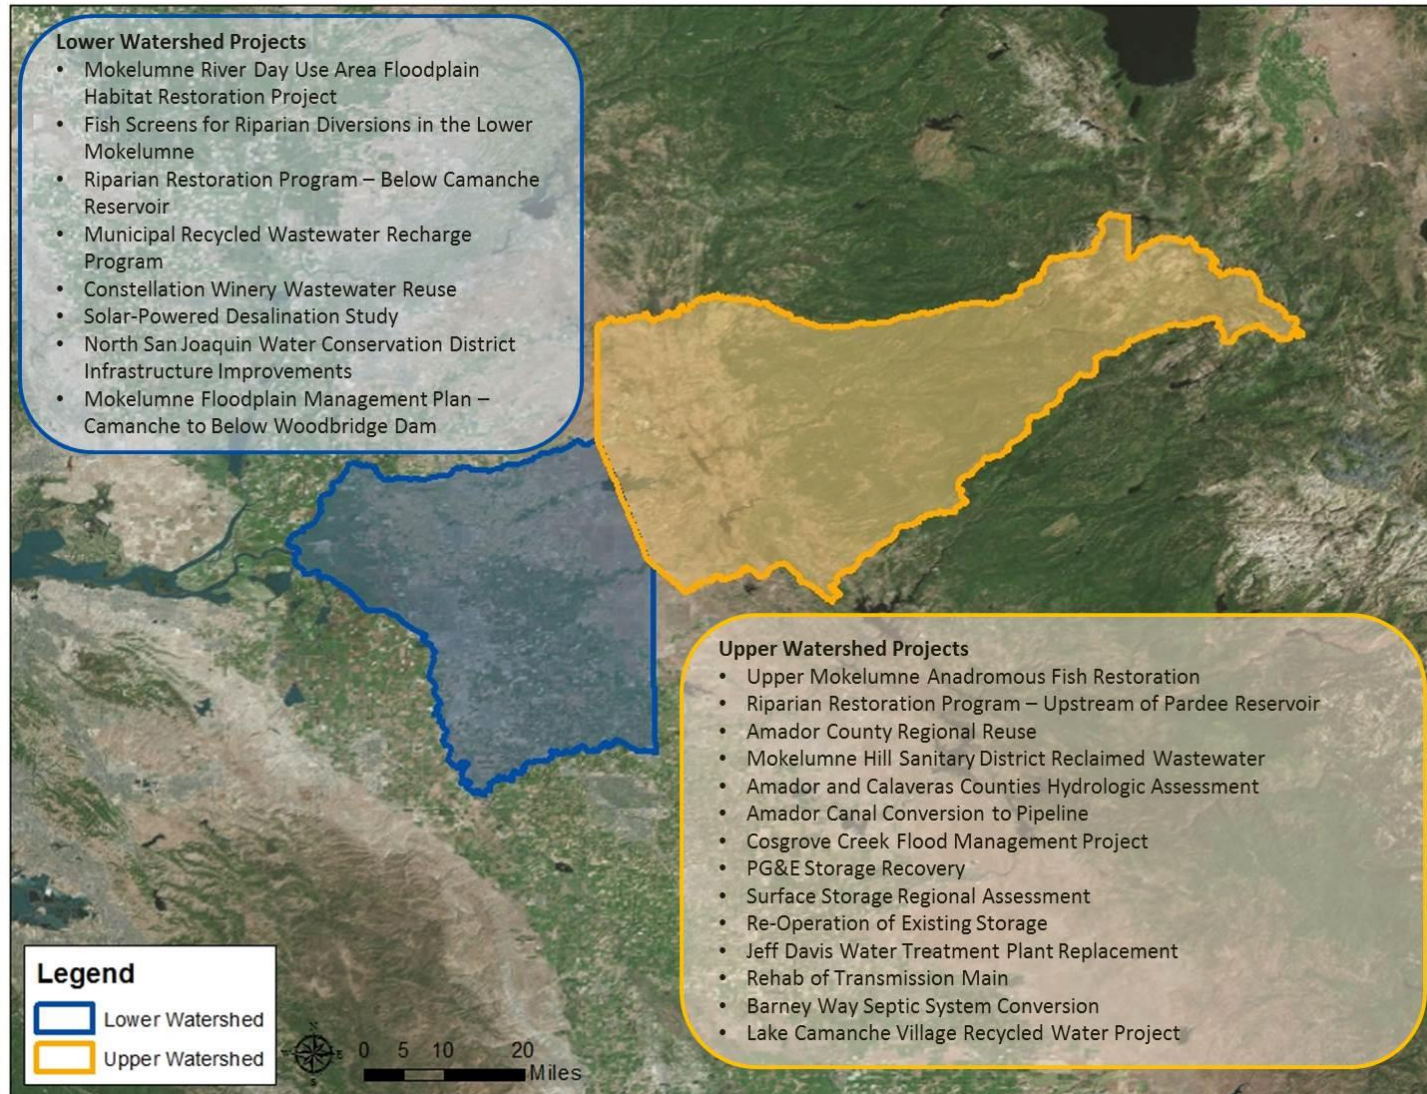 Lower Watershed Projects
• Mokelumne River Day Use Area Floodplain
Habitat Restoration Project
• Fish Screens for Riparian Diversions in the Lower
Mokelumne
• Riparian Restoration Program – Below Camanche
Reservoir
• Municipal Recycled Wastewater Recharge
Program
• Constellation Winery Wastewater Reuse
• Solar-Powered Desalination Study
• North San Joaquin Water Conservation District
Infrastructure Improvements
• Mokelumne Floodplain Management Plan –
Camanche to Below Woodbridge Dam
Upper Watershed Projects
• Upper Mokelumne Anadromous Fish Restoration
• Riparian Restoration Program – Upstream of Pardee Reservoir
• Amador County Regional Reuse
• Mokelumne Hill Sanitary District Reclaimed Wastewater
• Amador and Calaveras Counties Hydrologic Assessment
• Amador Canal Conversion to Pipeline
• Cosgrove Creek Flood Management Project
• PG&E Storage Recovery
• Surface Storage Regional Assessment
• Re-Operation of Existing Storage
• Jeff Davis Water Treatment Plant Replacement
• Rehab of Transmission Main
• Barney Way Septic System Conversion
• Lake Camanche Village Recycled Water Project
Legend
Lower Watershed
Upper Watershed
N
W E
S
0 5 10 20
Miles